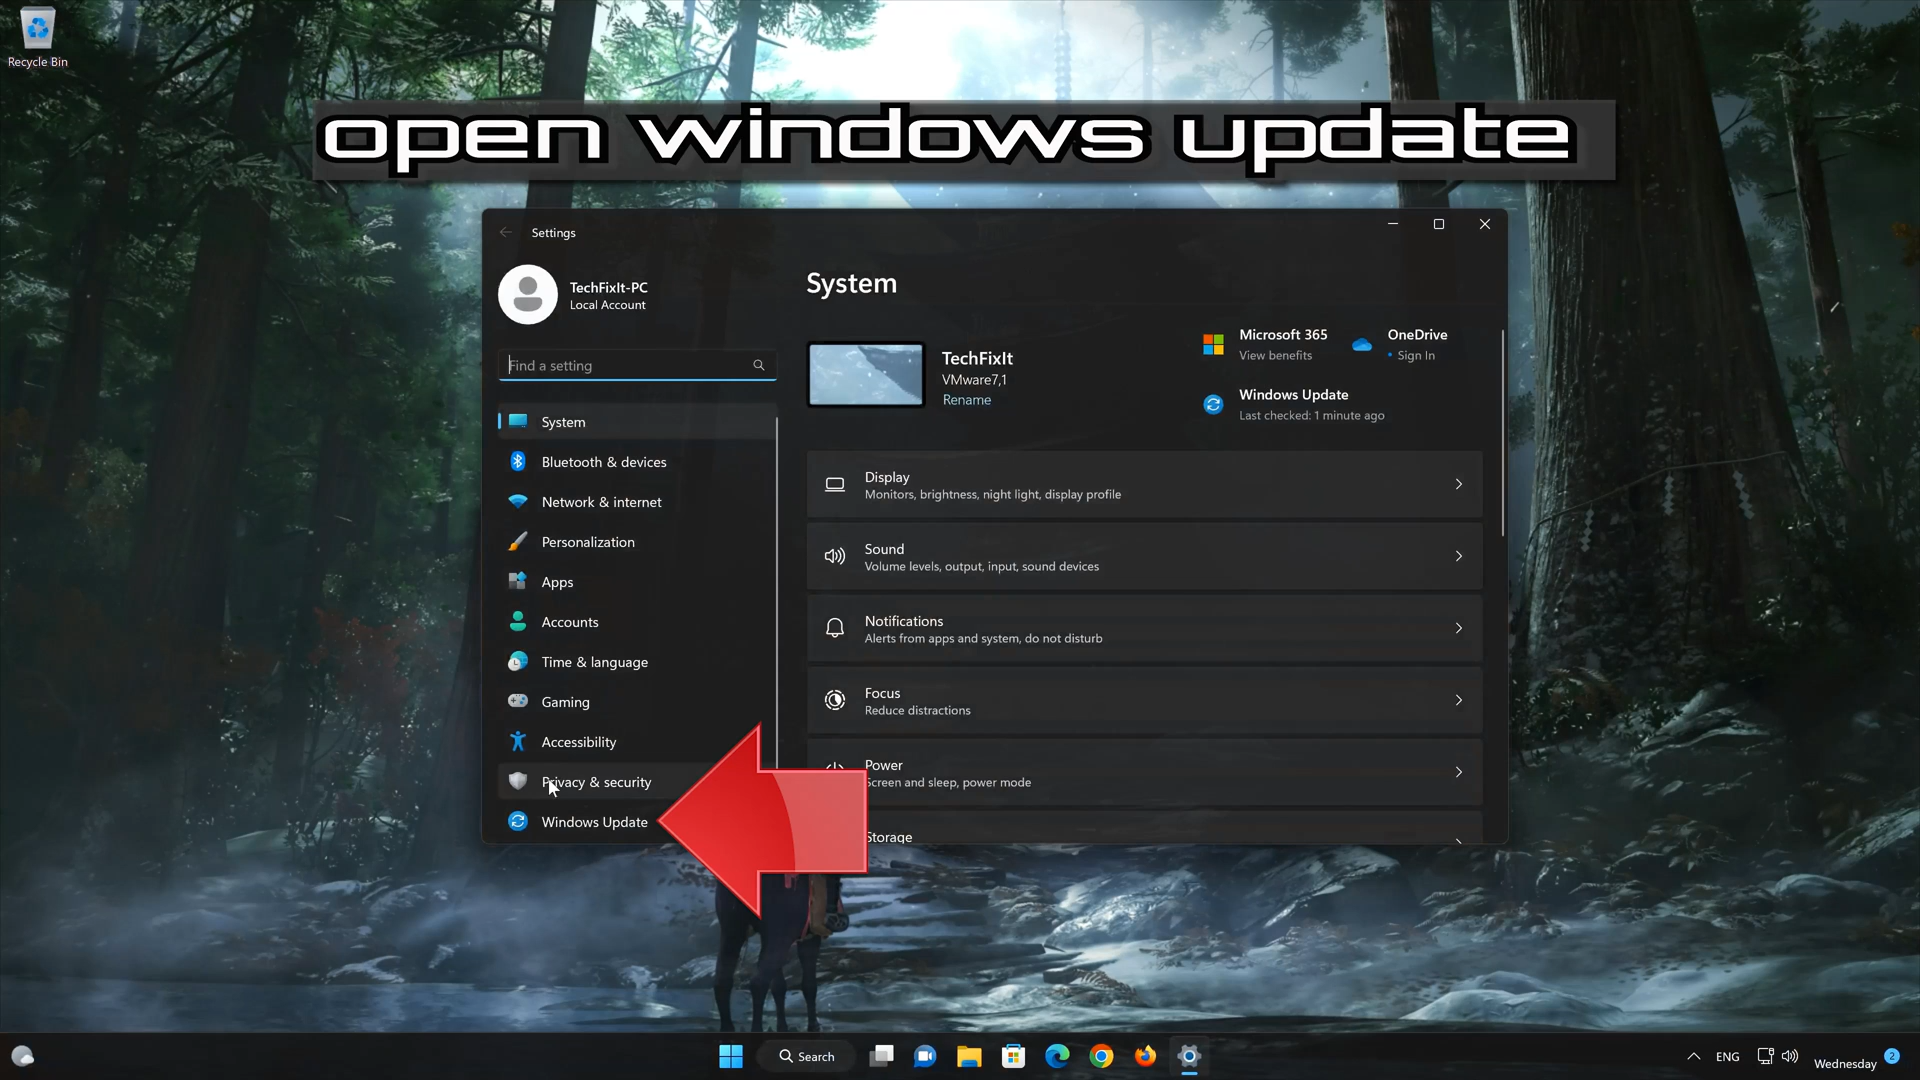 Recycle Bin
open windows update
Settings
TechFixIt-PC
Local Account
Find a setting
System
Bluetooth & devices
Network & internet
Personalization
Apps
Accounts
Time & language
Gaming
Accessibility
Privacy & security
Windows Update
System
TechFixIt
VMware7,1
Rename
Microsoft 365
View benefits
OneDrive
• Sign In
Windows Update
Last checked: 1 minute ago
Display
Monitors, brightness, night light, display profile
Sound
Volume levels, output, input, sound devices
Notifications
Alerts from apps and system, do not disturb
Focus
Reduce distractions
Power
Screen and sleep, power mode
Storage
Search
ENG
Wednesday
2